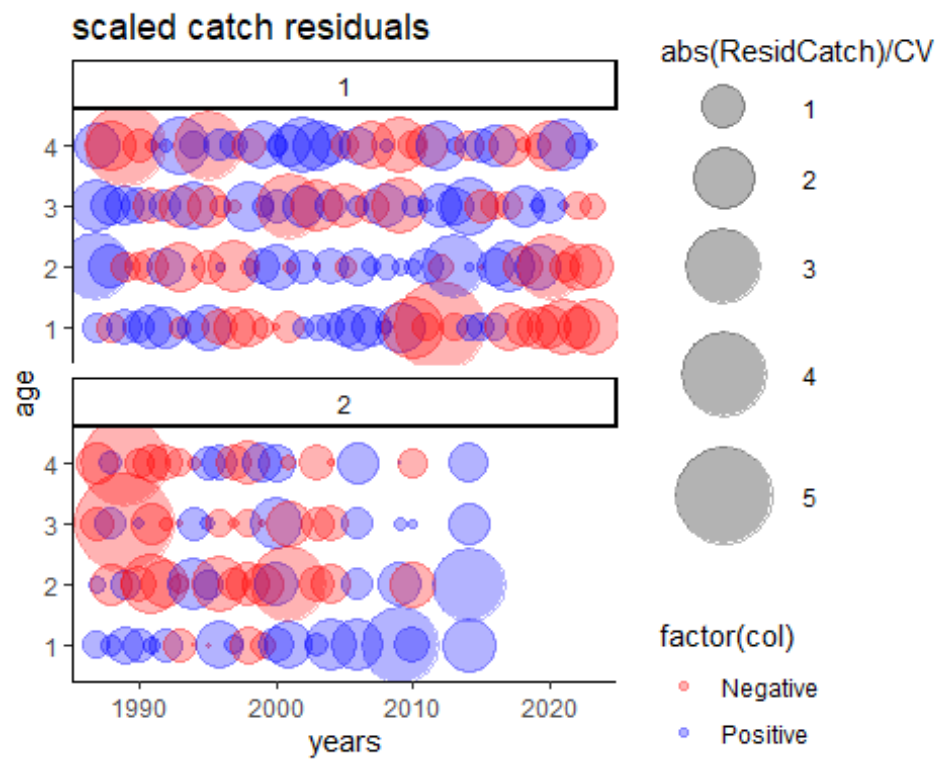 scaled catch residuals
1
4
3
2
1
age
2
4
3
2
1
1990 2000 2010 2020
years
abs(ResidCatch)/CV
1
2
3
4
5
factor(col)
Negative
Positive